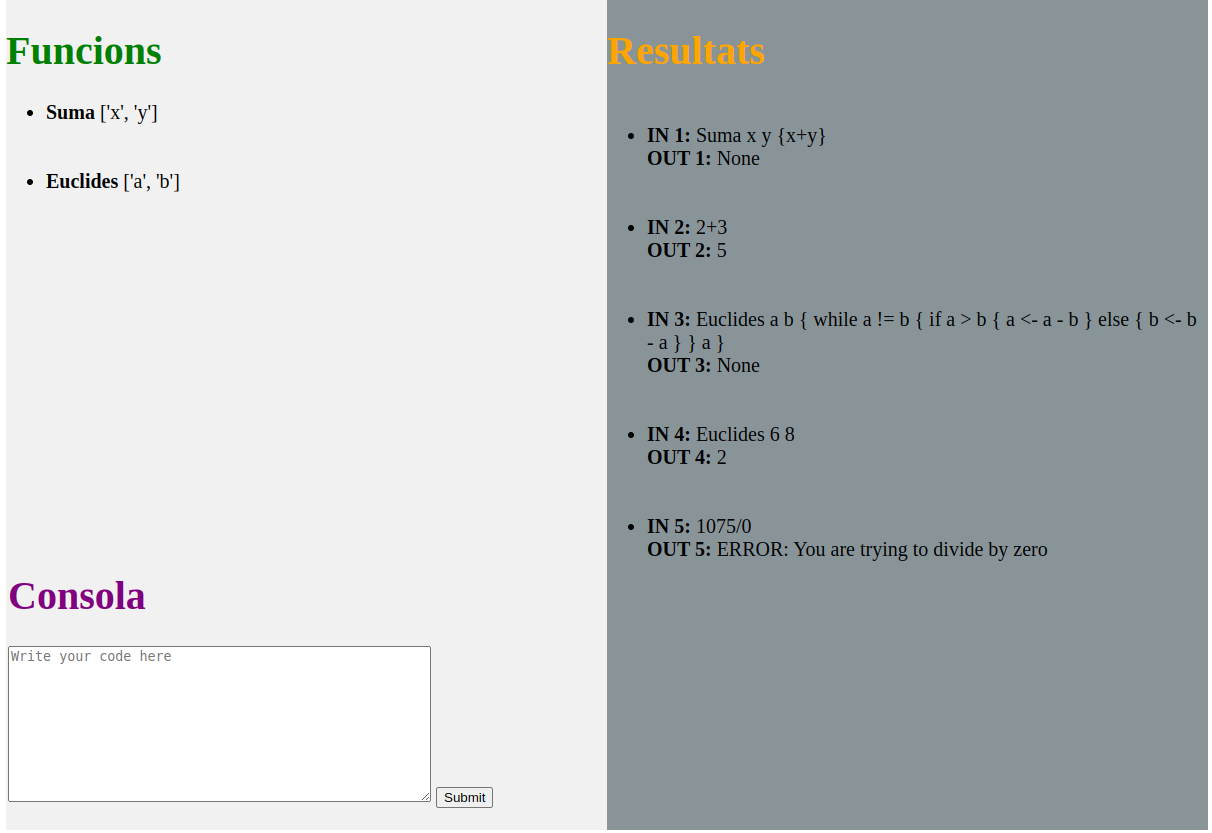 Funcions
Suma ['x', 'y']
Euclides ['a', 'b']
Consola
Write your code here
Submit
Resultats
IN 1: Suma x y {x+y}
OUT 1: None
IN 2: 2+3
OUT 2: 5
IN 3: Euclides a b { while a != b { if a > b { a <- a - b } else { b <- b
- a } } a }
OUT 3: None
IN 4: Euclides 6 8
OUT 4: 2
IN 5: 1075/0
OUT 5: ERROR: You are trying to divide by zero